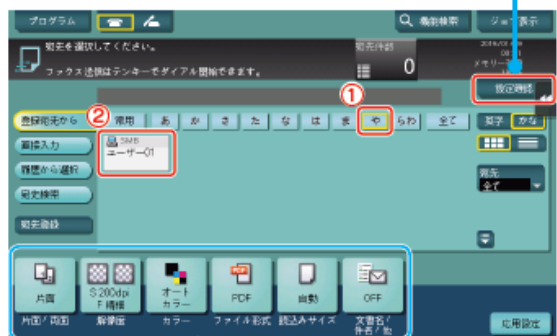 プログラム
機能検索
ジョブ表示
宛先を選択してください。
ファクス送信はテンキーでダイアル開始できます。
宛先件数
0
設定確認
①
②
登録宛先から
常用
あ
か
さ
た
な
は
ま
や
らわ
全て
英字
かな
直接入力
履歴から選択
宛先検索
宛先登録
SMB
ユーザー01
宛先
全て
片面
S 200dpi
F 精細
オート
カラー
PDF
自動
OFF
片面/両面
解像度
カラー
ファイル形式
読込みサイズ
文書名/
件名/他
応用設定